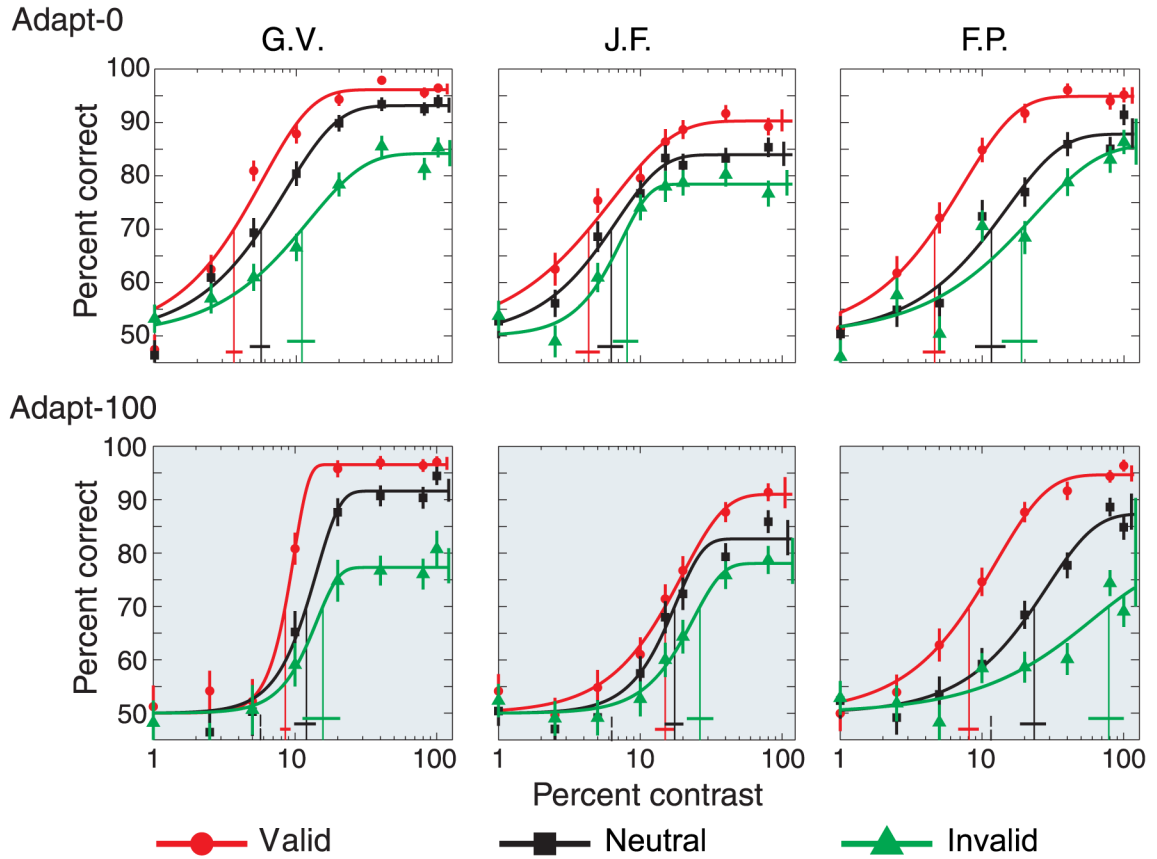 Adapt-0
G.V. J.F. F.P.
Percent correct
100
90
80
70
60
50
Adapt-100
Percent correct
100
90
80
70
60
50
1 10 100 1 10 100 1 10 100
Percent contrast
Valid Neutral Invalid